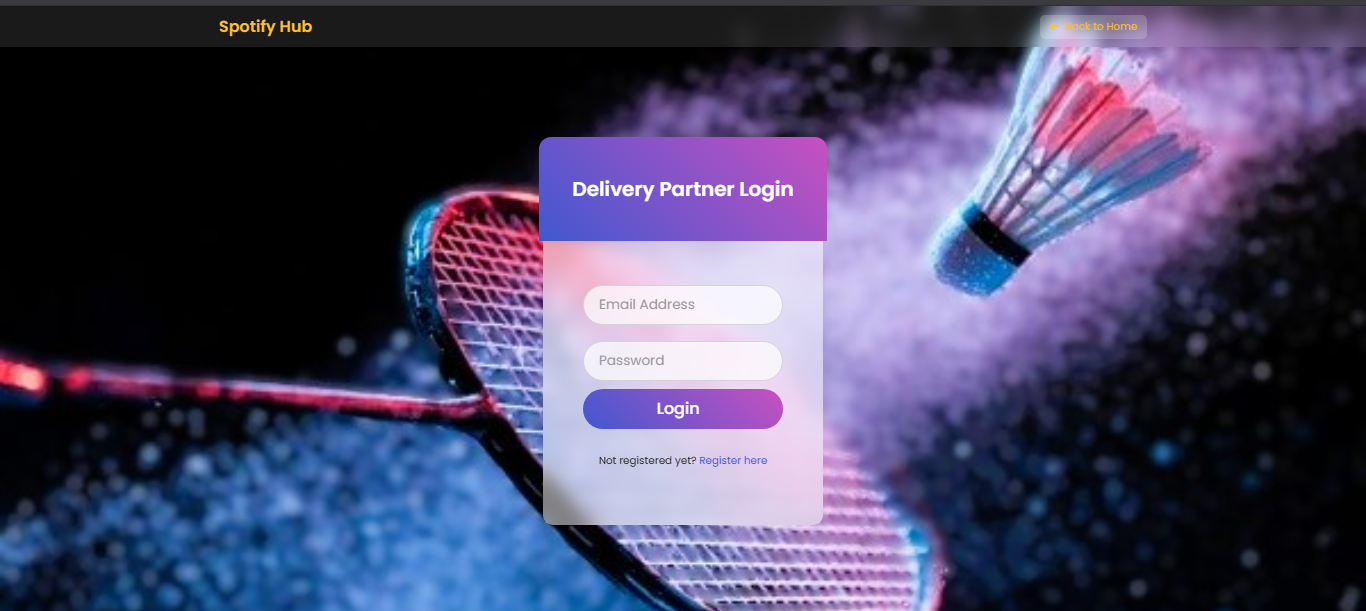 Spotify Hub
Back to Home
Delivery Partner Login
Email Address
Password
Login
Not registered yet? Register here